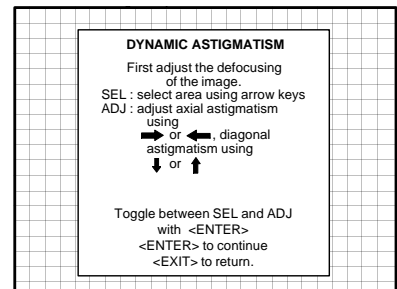 DYNAMIC ASTIGMATISM
First adjust the defocusing
of the image.
SEL : select area using arrow keys
ADJ : adjust axial astigmatism
using
or , diagonal
astigmatism using
or
Toggle between SEL and ADJ
with <ENTER>
<ENTER> to continue
<EXIT> to return.